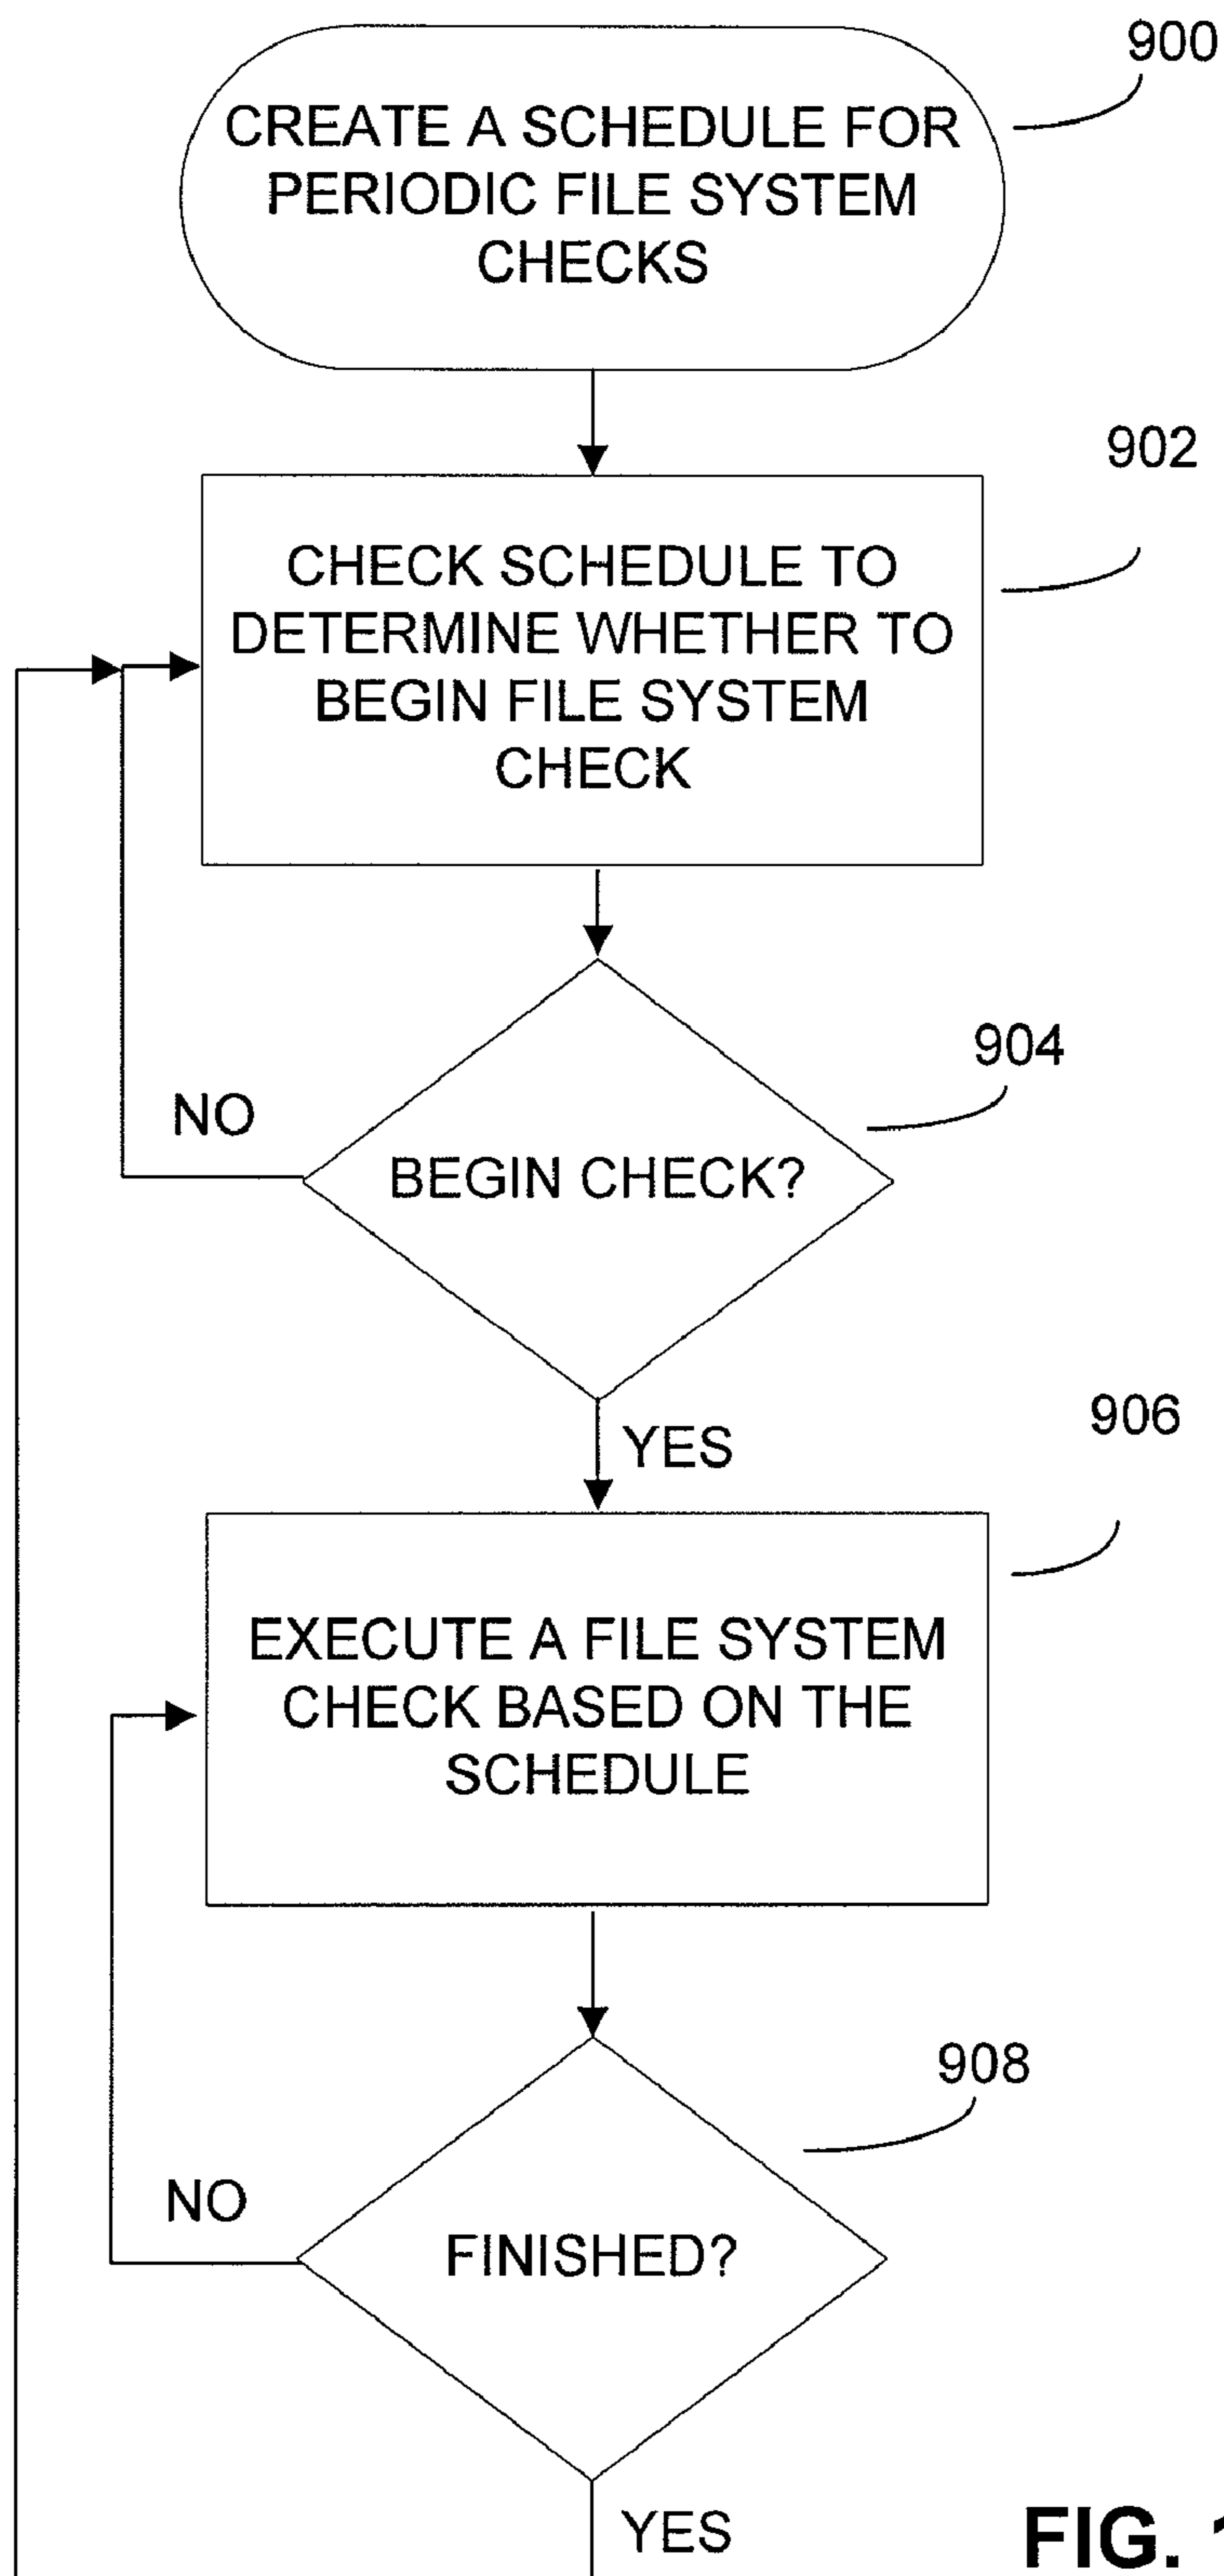 900
CREATE A SCHEDULE FOR
PERIODIC FILE SYSTEM
CHECKS
902
CHECK SCHEDULE TO
DETERMINE WHETHER TO
BEGIN FILE SYSTEM
CHECK
904
NO
BEGIN CHECK?
YES
906
EXECUTE A FILE SYSTEM
CHECK BASED ON THE
SCHEDULE
908
NO
FINISHED?
YES
FIG.